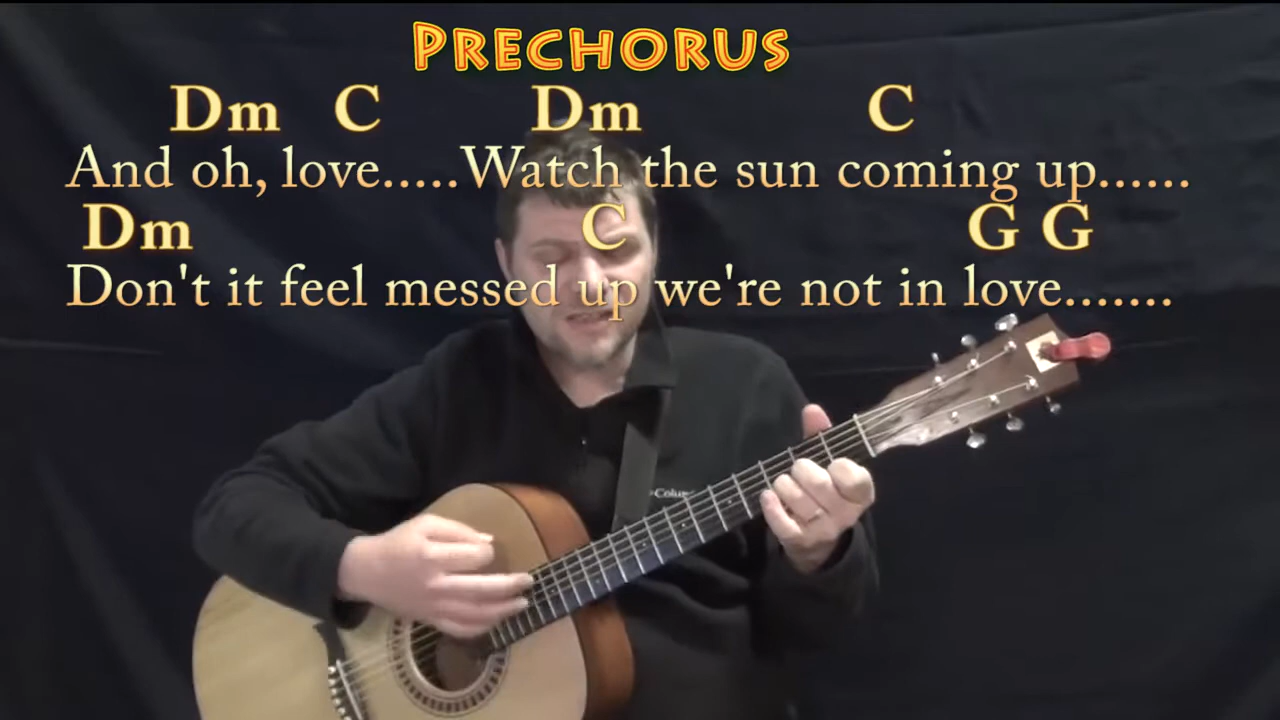 PRECHORUS
Dm C Dm C
And oh, love.....Watch the sun coming up......
Dm C G G
Don't it feel messed up we're not in love.......
Columbia